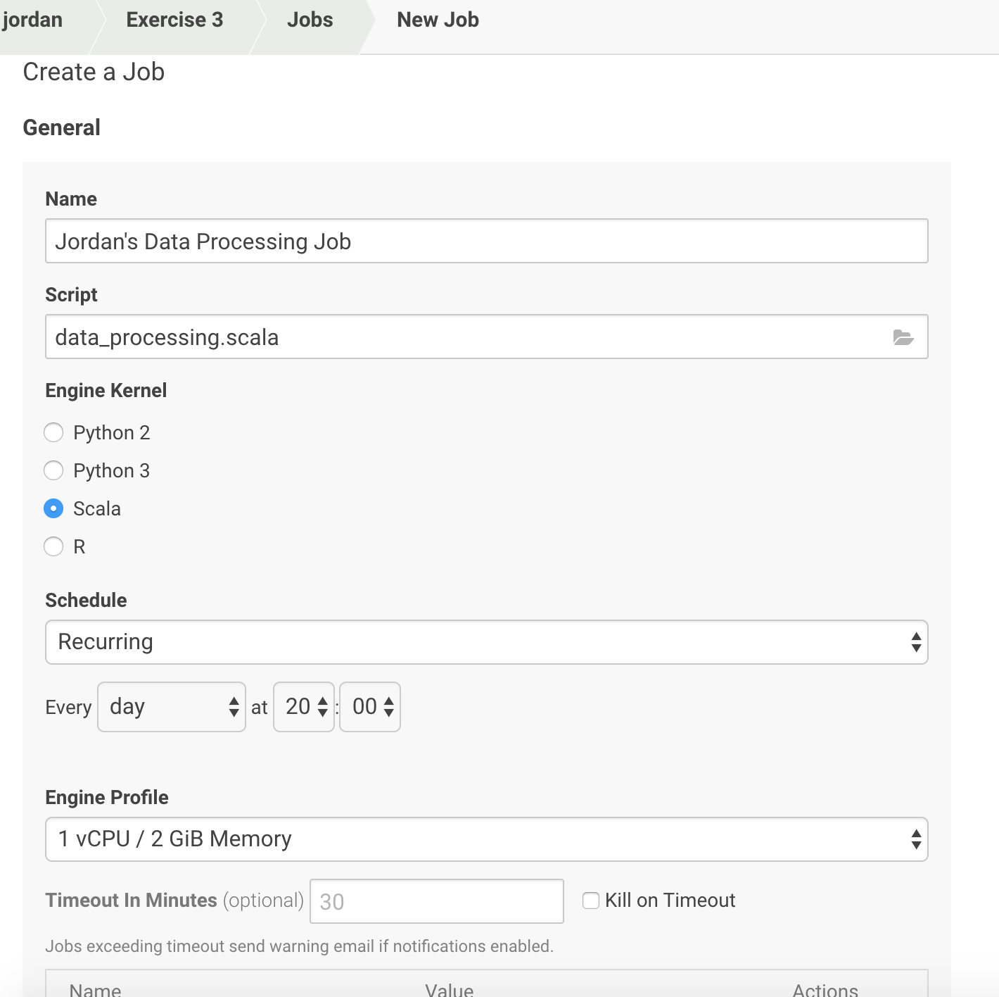 jordan Exercise 3 Jobs New Job
Create a Job
General
Name
Jordan's Data Processing Job
Script
data_processing.scala
Engine Kernel
Python 2
Python 3
Scala
R
Schedule
Recurring
Every day at 20 : 00
Engine Profile
1 vCPU / 2 GiB Memory
Timeout In Minutes (optional) 30 Kill on Timeout
Jobs exceeding timeout send warning email if notifications enabled.
Name Value Actions